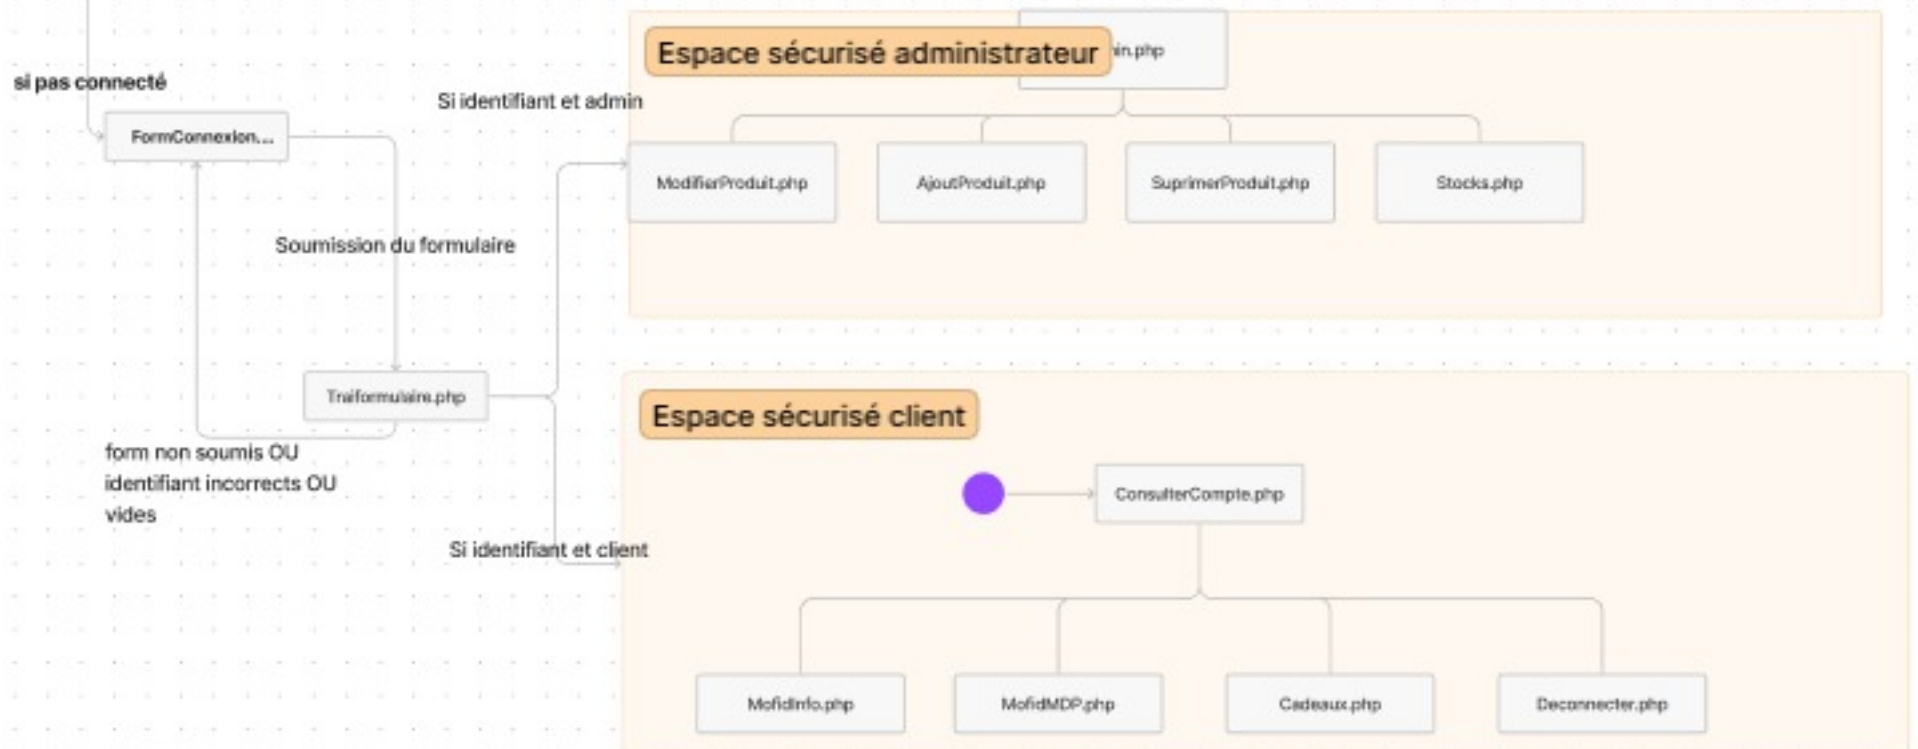 Espace sécurisé administrateur
in.php
si pas connecté
Si identifiant et admin
FormConnexion...
ModifierProduit.php
AjoutProduit.php
SuprimerProduit.php
Stocks.php
Soumission du formulaire
Traiformulaire.php
Espace sécurisé client
form non soumis OU
identifiant incorrects OU
vides
ConsulterCompte.php
Si identifiant et client
MofidInfo.php
MofidMDP.php
Cadeaux.php
Deconnecter.php